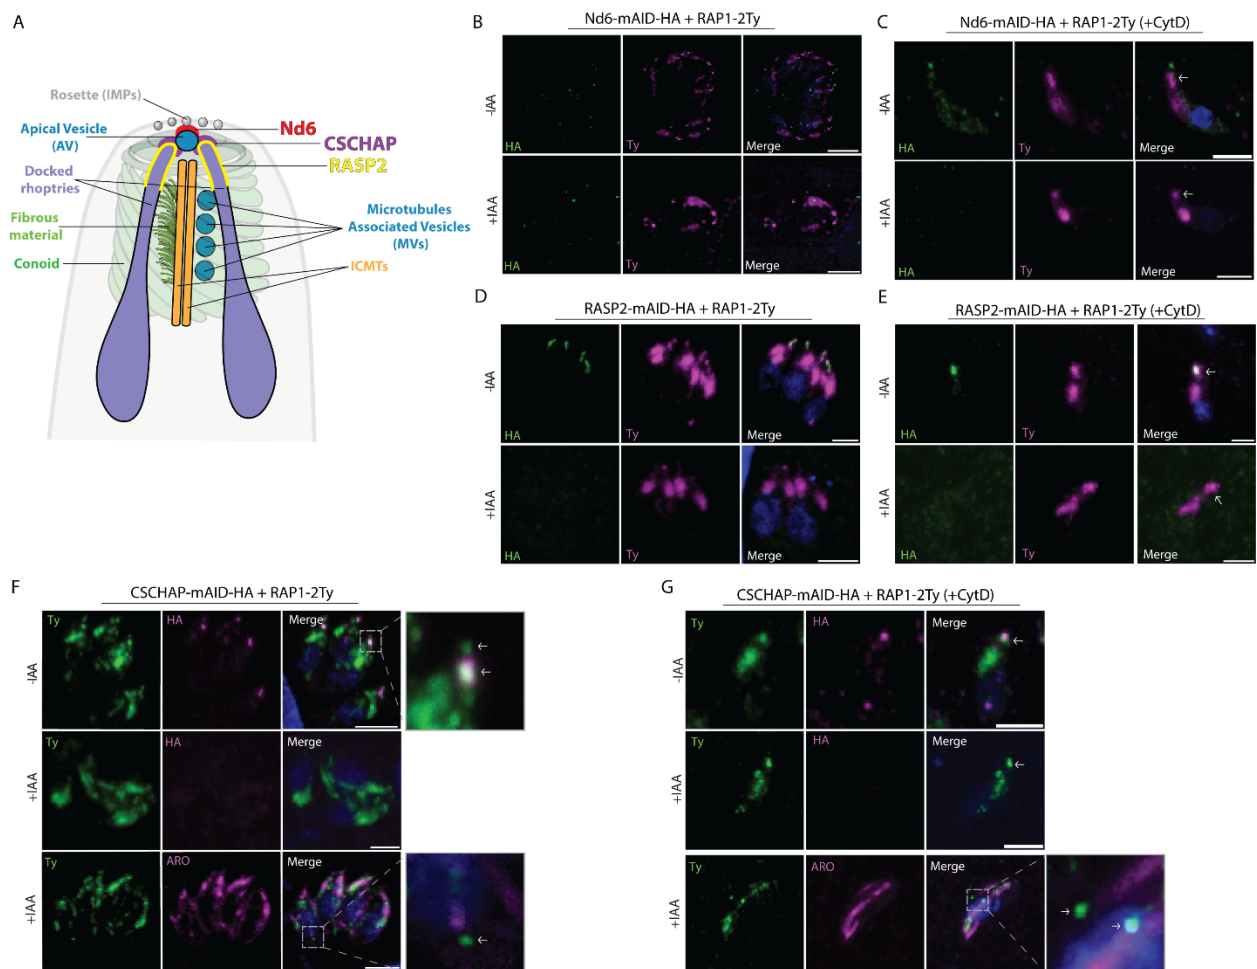 A
Rosette (IMPs)
Apical Vesicle
(AV)
Nd6
CSCHAP
RASP2
Docked
rhoptries
Fibrous
material
Conoid
Microtubules
Associated Vesicles
(MVs)
ICMTs
B
Nd6-mAID-HA + RAP1-2Ty
-IAA
HA
Ty
Merge
+IAA
HA
Ty
Merge
C
Nd6-mAID-HA + RAP1-2Ty (+CytD)
-IAA
HA
Ty
Merge
+IAA
HA
Ty
Merge
D
RASP2-mAID-HA + RAP1-2Ty
-IAA
HA
Ty
Merge
+IAA
HA
Ty
Merge
E
RASP2-mAID-HA + RAP1-2Ty (+CytD)
-IAA
HA
Ty
Merge
+IAA
HA
Ty
Merge
F
CSCHAP-mAID-HA + RAP1-2Ty
-IAA
Ty
HA
Merge
+IAA
Ty
HA
Merge
+IAA
Ty
ARO
Merge
G
CSCHAP-mAID-HA + RAP1-2Ty (+CytD)
-IAA
Ty
HA
Merge
+IAA
Ty
HA
Merge
+IAA
Ty
ARO
Merge